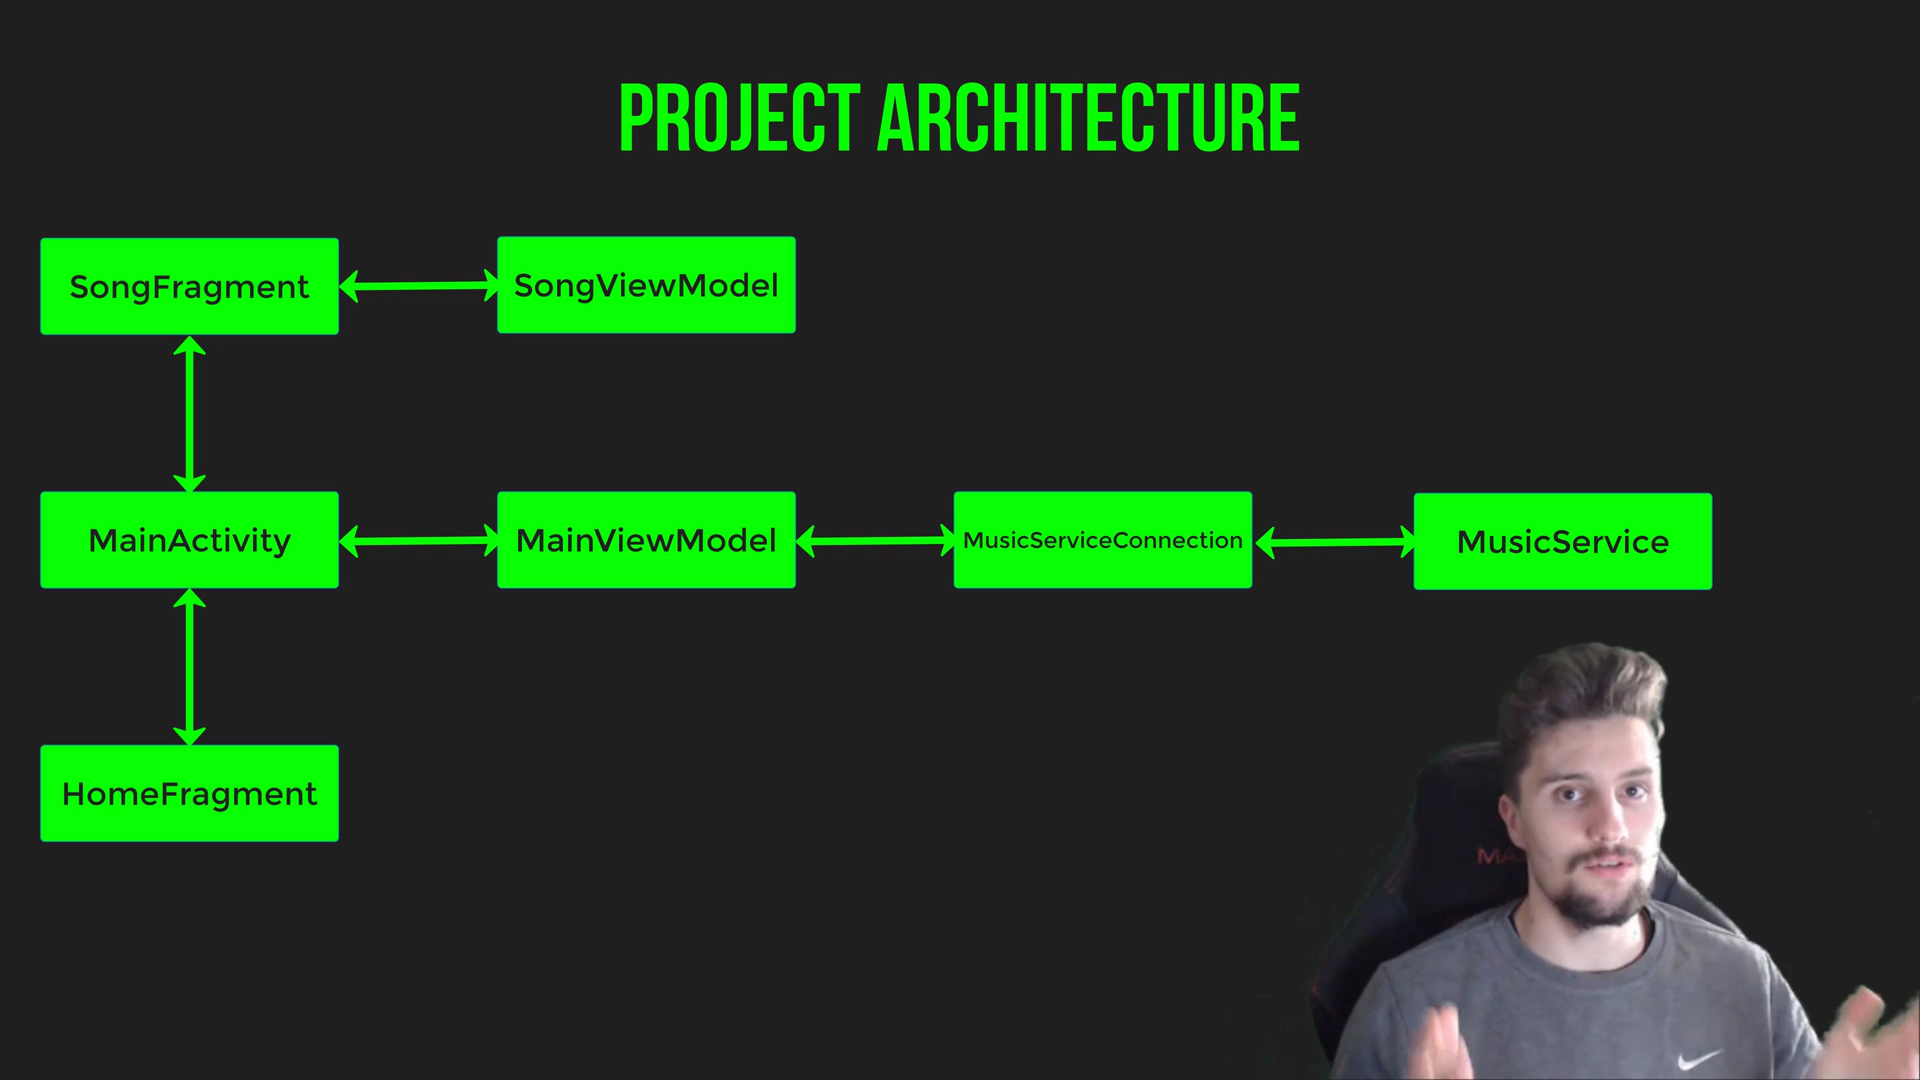 PROJECT ARCHITECTURE
SongFragment
SongViewModel
MainActivity
MainViewModel
MusicServiceConnection
MusicService
HomeFragment